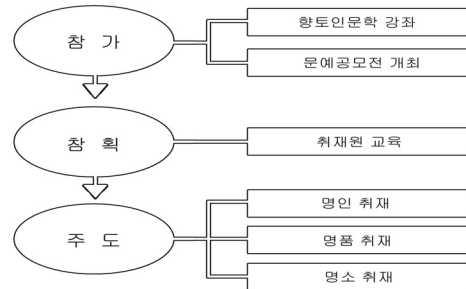 참 가
향토인문학 강좌
문예공모전 개최
참 획
취재원 교육
주 도
명인 취재
명품 취재
명소 취재